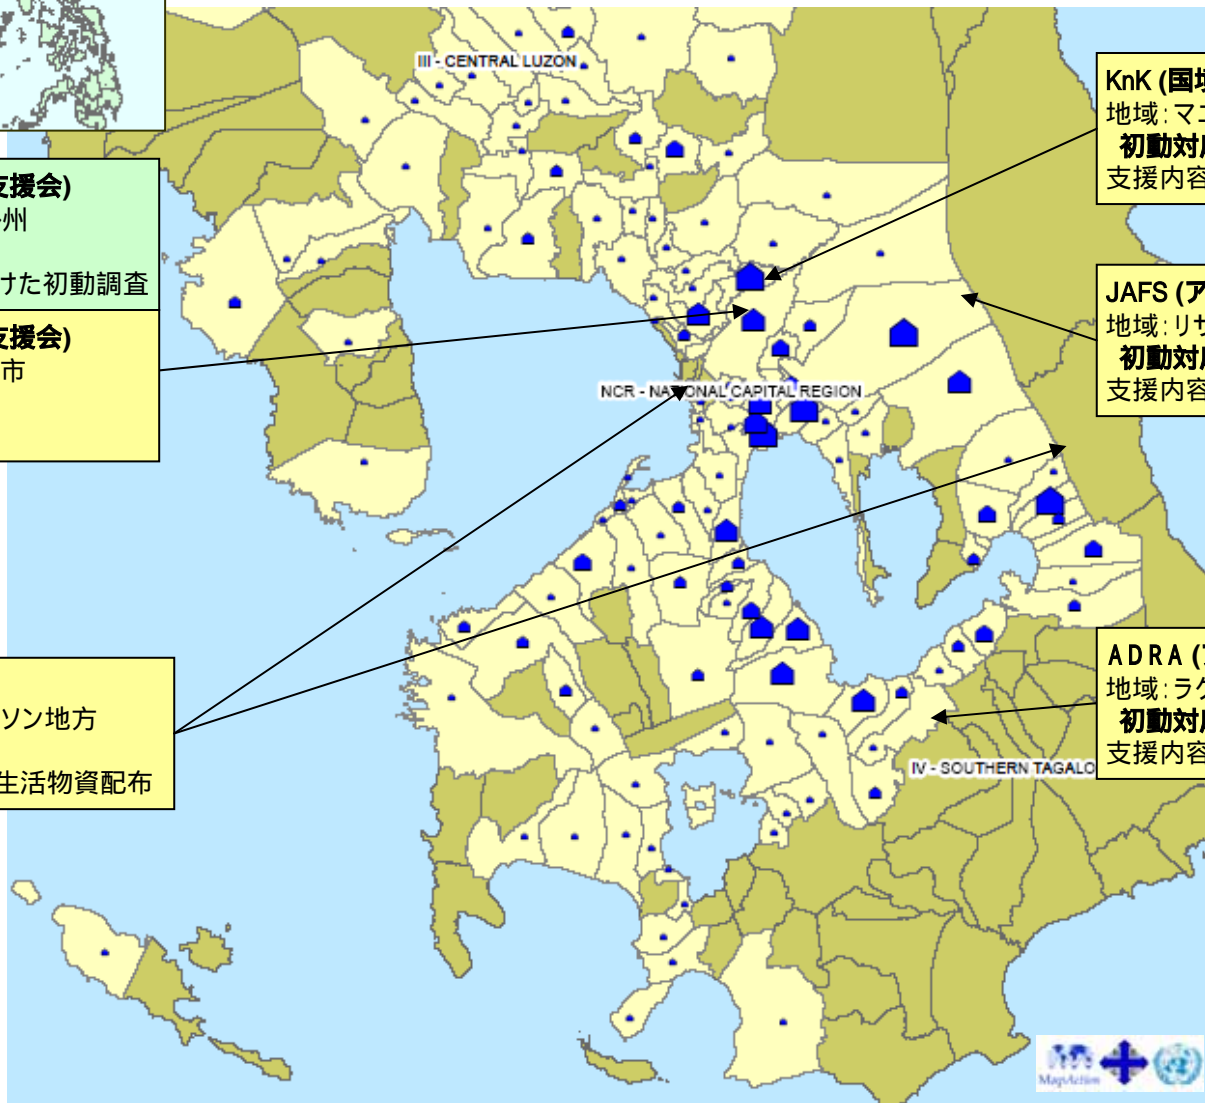 III - CENTRAL LUZON
支援会)
州
けた初動調査
支援会)
市
ソン地方
生活物資配布
NCR - NATIONAL CAPITAL REGION
KnK (国境
地域:マニ
初動対応
支援内容
JAFS (ア
地域:リサ
初動対応
支援内容
ADRA (ア
地域:ラグ
初動対応
支援内容
IV - SOUTHERN TAGALO
MapAction